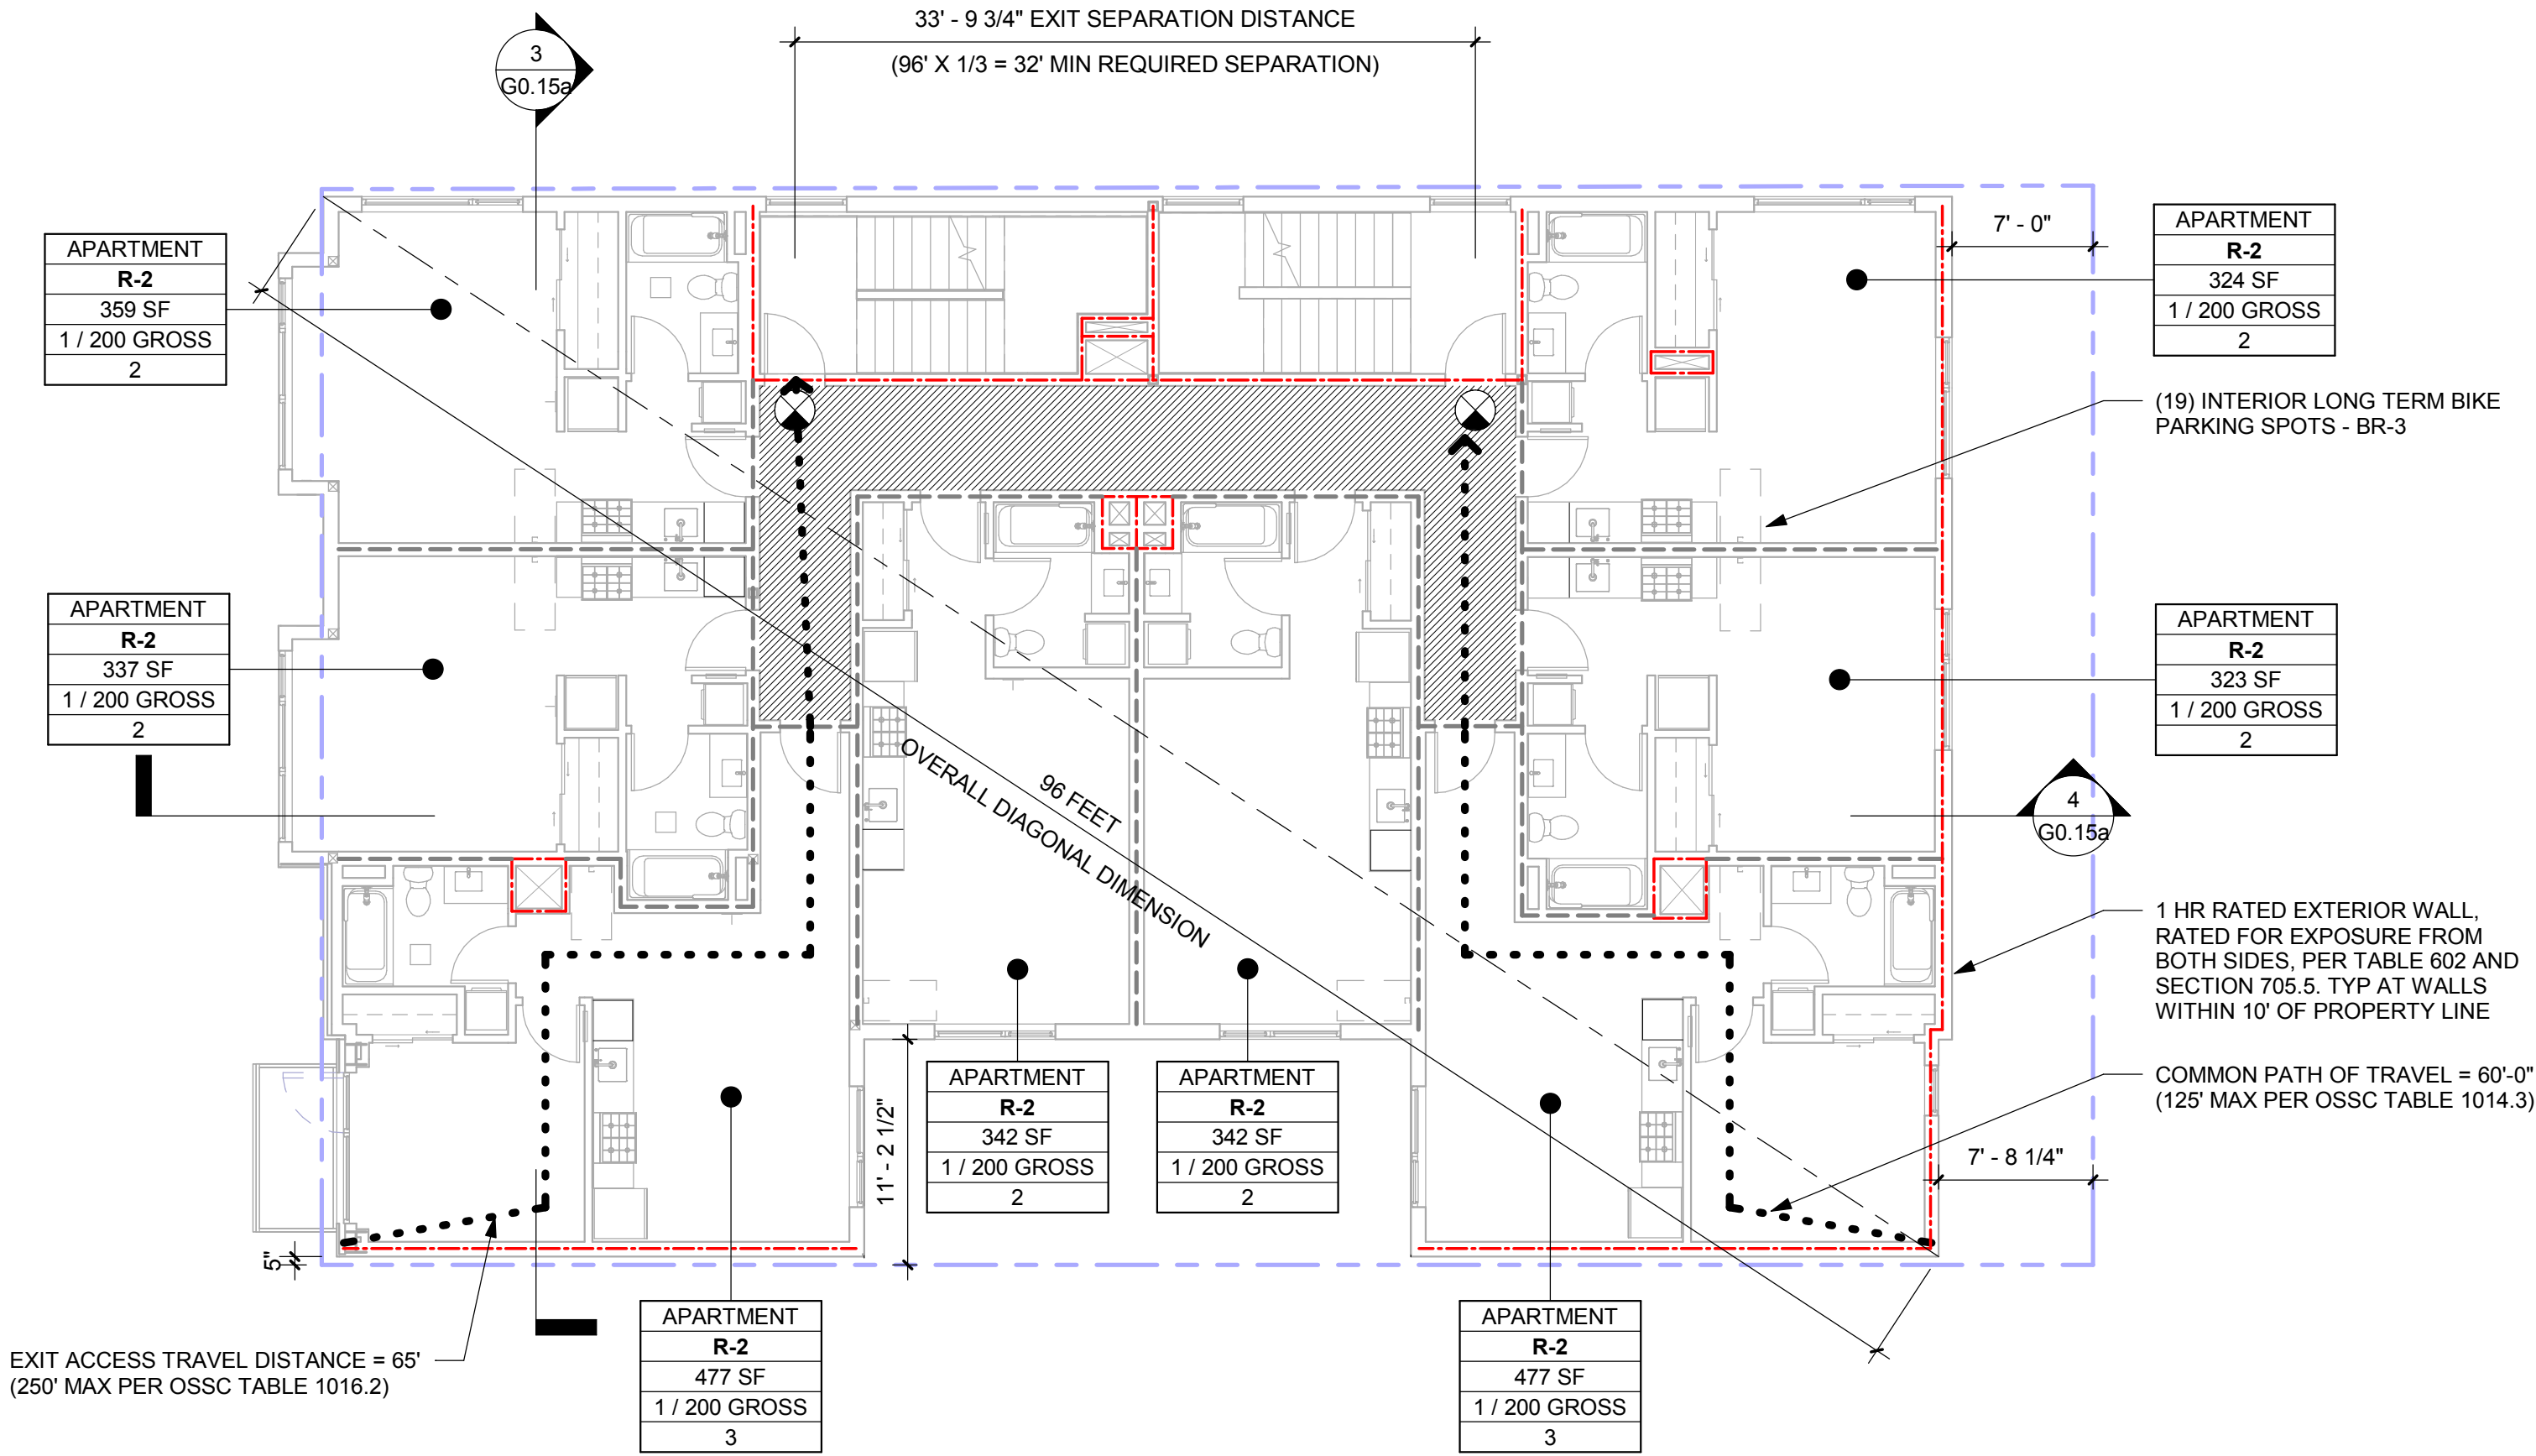 33' - 9 3/4" EXIT SEPARATION DISTANCE
(96' X 1/3 = 32' MIN REQUIRED SEPARATION)
3
G0.15a
APARTMENT
R-2
359 SF
1 / 200 GROSS
2
7' - 0"
APARTMENT
R-2
324 SF
1 / 200 GROSS
2
(19) INTERIOR LONG TERM BIKE
PARKING SPOTS - BR-3
APARTMENT
R-2
337 SF
1 / 200 GROSS
2
APARTMENT
R-2
323 SF
1 / 200 GROSS
2
96 FEET
OVERALL DIAGONAL DIMENSION
4
G0.15a
1 HR RATED EXTERIOR WALL,
RATED FOR EXPOSURE FROM
BOTH SIDES, PER TABLE 602 AND
SECTION 705.5. TYP AT WALLS
WITHIN 10' OF PROPERTY LINE
COMMON PATH OF TRAVEL = 60'-0"
(125' MAX PER OSSC TABLE 1014.3)
7' - 8 1/4"
11' - 2 1/2"
APARTMENT
R-2
342 SF
1 / 200 GROSS
2
APARTMENT
R-2
342 SF
1 / 200 GROSS
2
5"
EXIT ACCESS TRAVEL DISTANCE = 65'
(250' MAX PER OSSC TABLE 1016.2)
APARTMENT
R-2
477 SF
1 / 200 GROSS
3
APARTMENT
R-2
477 SF
1 / 200 GROSS
3